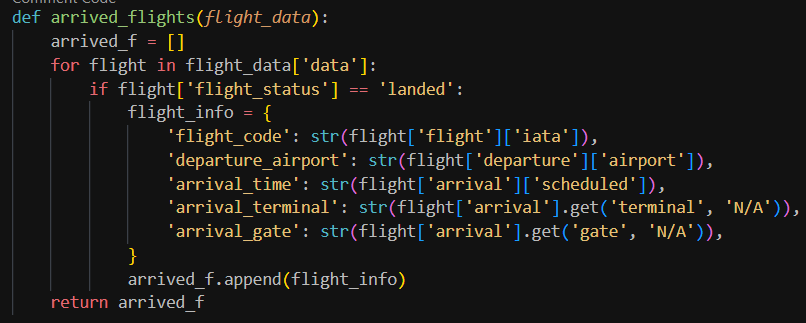 Comment Code
def arrived_flights(flight_data):
    arrived_f = []
    for flight in flight_data['data']:
        if flight['flight_status'] == 'landed':
            flight_info = {
                'flight_code': str(flight['flight']['iata']),
                'departure_airport': str(flight['departure']['airport']),
                'arrival_time': str(flight['arrival']['scheduled']),
                'arrival_terminal': str(flight['arrival'].get('terminal', 'N/A')),
                'arrival_gate': str(flight['arrival'].get('gate', 'N/A')),
            }
            arrived_f.append(flight_info)
    return arrived_f